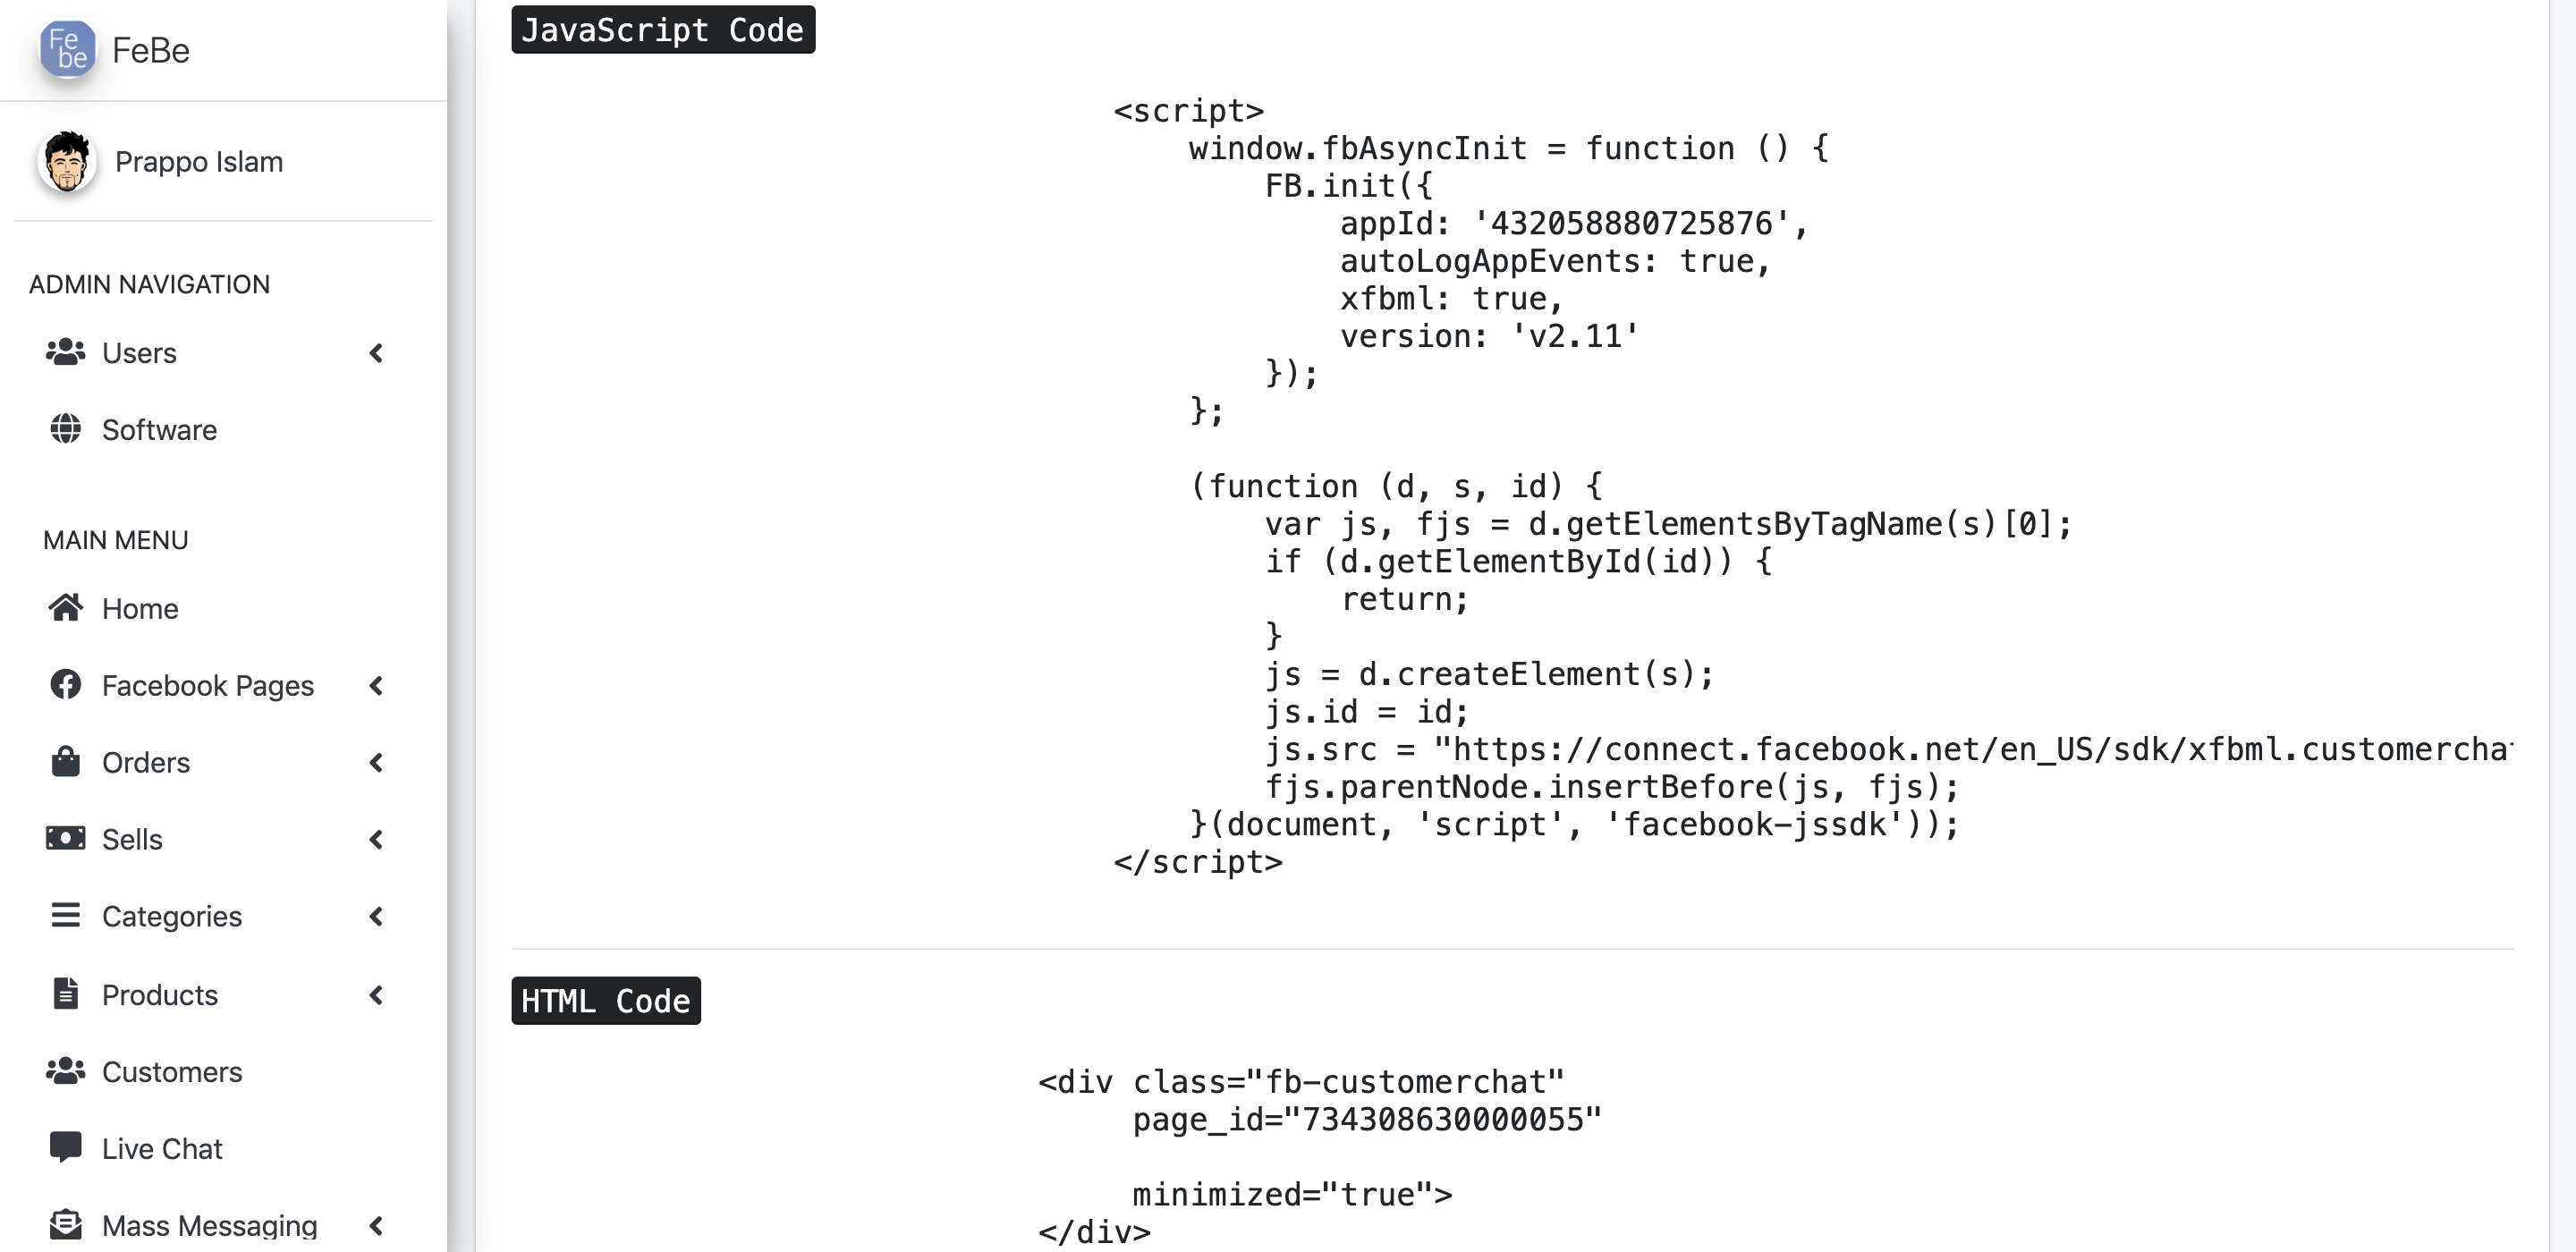 Fe
be
FeBe
Prappo Islam
ADMIN NAVIGATION
Users
Software
MAIN MENU
Home
Facebook Pages
Orders
Sells
Categories
Products
Customers
Live Chat
Mass Messaging
JavaScript Code
<script>
window.fbAsyncInit = function () {
FB.init({
appId: '432058880725876',
autoLogAppEvents: true,
xfbml: true,
version: 'v2.11'
});
};
(function (d, s, id) {
var js, fjs = d.getElementsByTagName(s)[0];
if (d.getElementById(id)) {
return;
}
js = d.createElement(s);
js.id = id;
js.src = "https://connect.facebook.net/en_US/sdk/xfbml.customercha
fjs.parentNode.insertBefore(js, fjs);
}(document, 'script', 'facebook-jssdk'));
</script>
HTML Code
<div class="fb-customerchat"
page_id="734308630000055"
minimized="true">
</div>